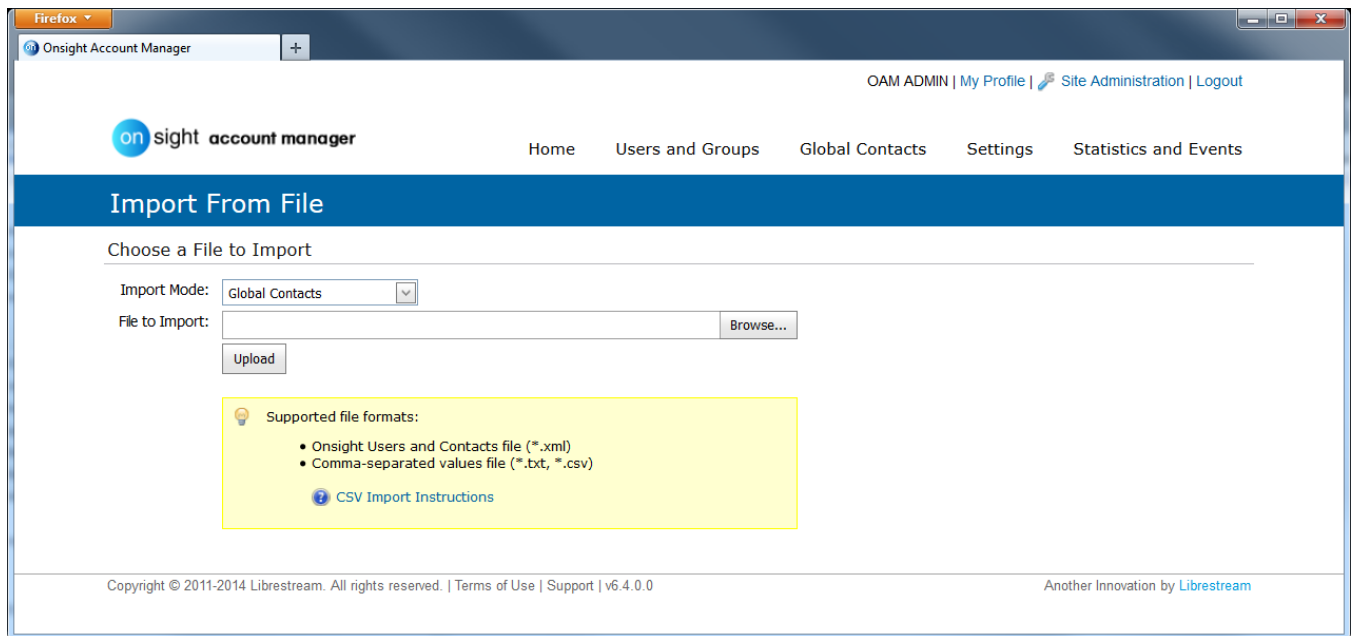 Firefox
Onsight Account Manager
OAM ADMIN | My Profile | Site Administration | Logout
on sight account manager
Home Users and Groups Global Contacts Settings Statistics and Events
Import From File
Choose a File to Import
Import Mode: Global Contacts
File to Import: Browse...
Upload
Supported file formats:
• Onsight Users and Contacts file (*.xml)
• Comma-separated values file (*.txt, *.csv)
CSV Import Instructions
Copyright © 2011-2014 Librestream. All rights reserved. | Terms of Use | Support | v6.4.0.0 Another Innovation by Librestream